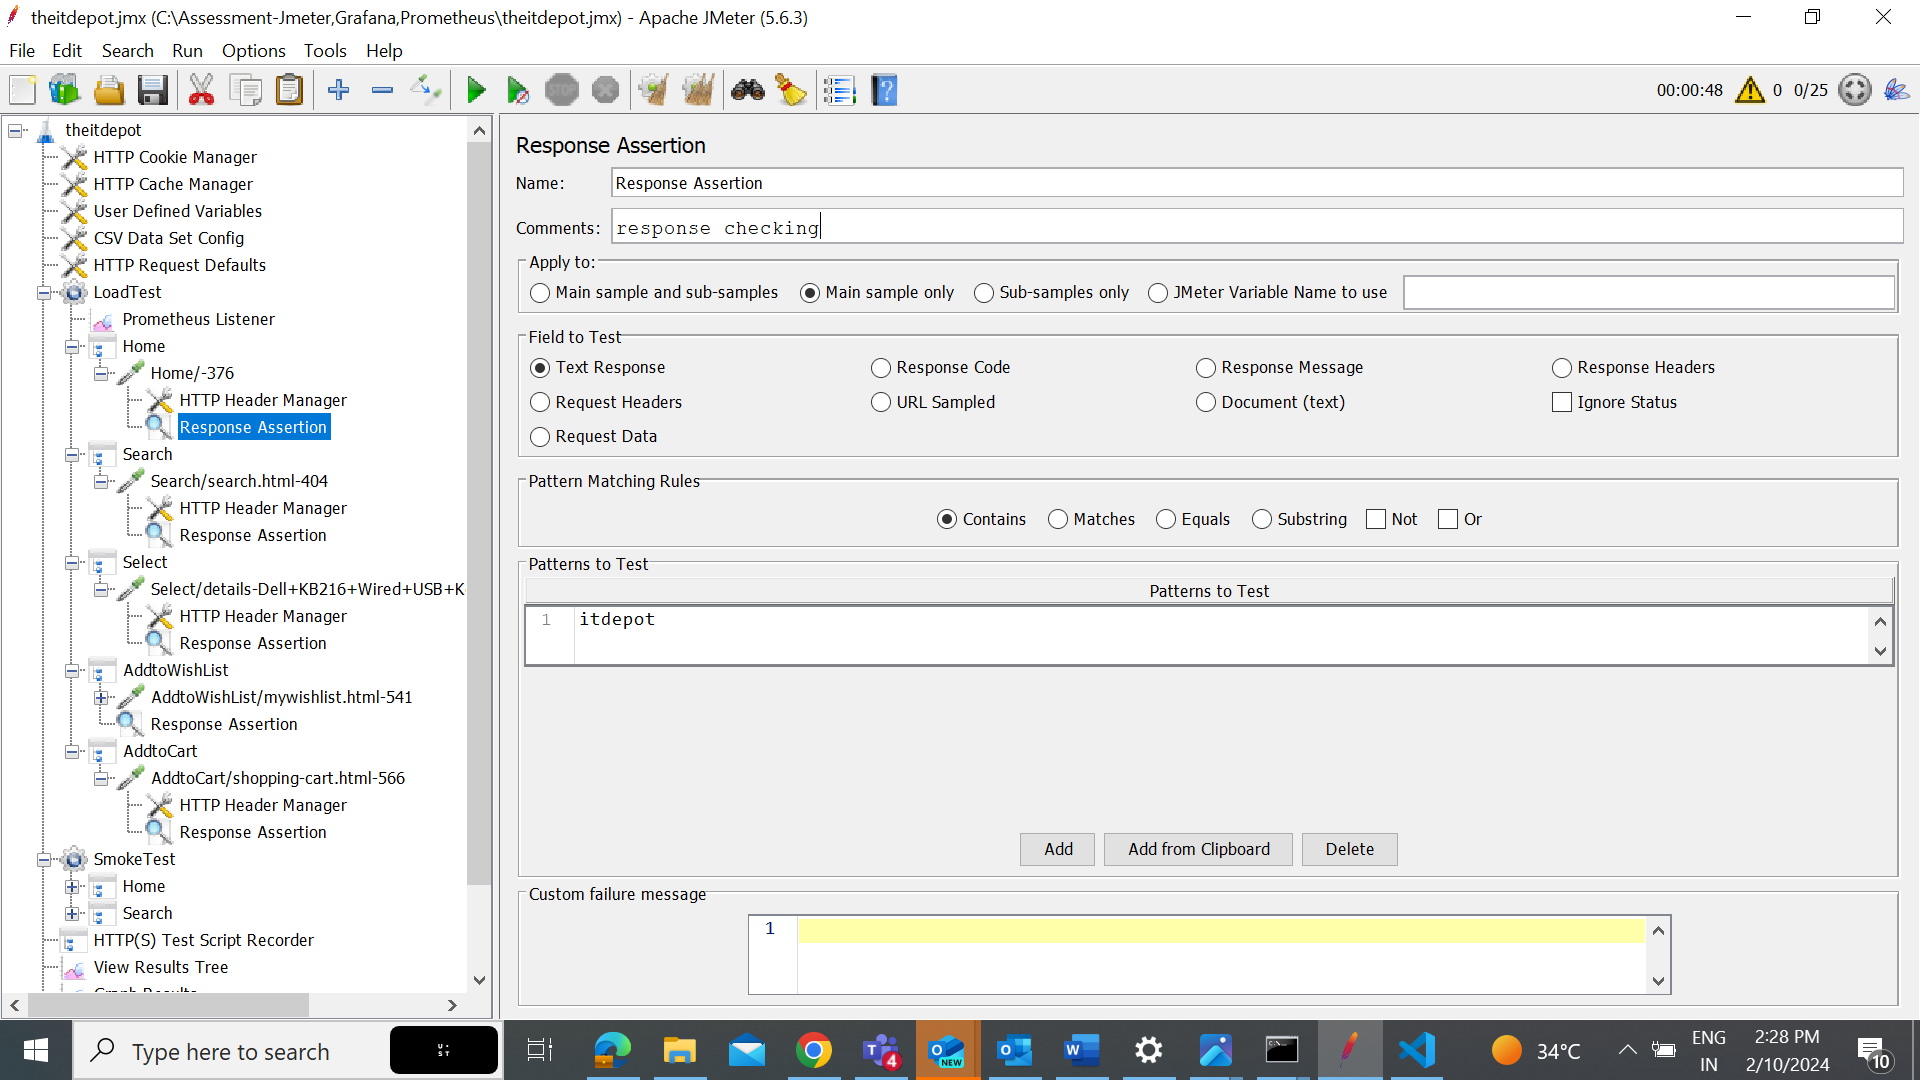 theitdepot.jmx (C:\Assessment-Jmeter,Grafana,Prometheus\theitdepot.jmx) - Apache JMeter (5.6.3)
File Edit Search Run Options Tools Help
STOP
00:00:48 0 0/25
theitdepot
HTTP Cookie Manager
HTTP Cache Manager
User Defined Variables
CSV Data Set Config
HTTP Request Defaults
LoadTest
Prometheus Listener
Home
Home/-376
HTTP Header Manager
Response Assertion
Search
Search/search.html-404
HTTP Header Manager
Response Assertion
Select
Select/details-Dell+KB216+Wired+USB+K
HTTP Header Manager
Response Assertion
AddtoWishList
AddtoWishList/mywishlist.html-541
Response Assertion
AddtoCart
AddtoCart/shopping-cart.html-566
HTTP Header Manager
Response Assertion
SmokeTest
Home
Search
HTTP(S) Test Script Recorder
View Results Tree
Graph Results
Response Assertion
Name: Response Assertion
Comments: response checking
Apply to:
Main sample and sub-samples Main sample only Sub-samples only JMeter Variable Name to use
Field to Test
Text Response Response Code Response Message Response Headers
Request Headers URL Sampled Document (text) Ignore Status
Request Data
Pattern Matching Rules
Contains Matches Equals Substring Not Or
Patterns to Test
Patterns to Test
1 itdepot
Add Add from Clipboard Delete
Custom failure message
1
Type here to search
4
NEW
34°C
ENG
IN
2:28 PM
2/10/2024
10